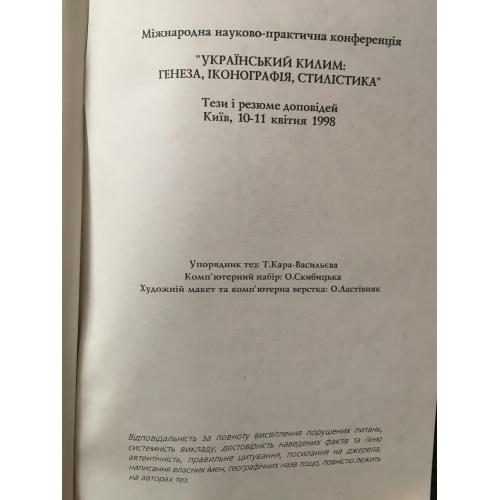 Міжнародна науково-практична конференція
"УКРАЇНСЬКИЙ КИЛИМ:
ГЕНЕЗА, ІКОНОГРАФІЯ, СТИЛІСТИКА"
Тези і резюме доповідей
Київ, 10-11 квітня 1998
Упорядник тез: Т.Кара-Васильєва
Комп'ютерний набір: О.Скибицька
Художній макет та комп'ютерна верстка: О.Ластівняк
Відповідальність за повноту висвітлення порушених питань,
системність викладу, достовірність наведених фактів та їхню
автентичність, правильне цитування, посилання на джерела,
написання власних імен, географічних назв тощо, повністю лежить
на авторах тез.